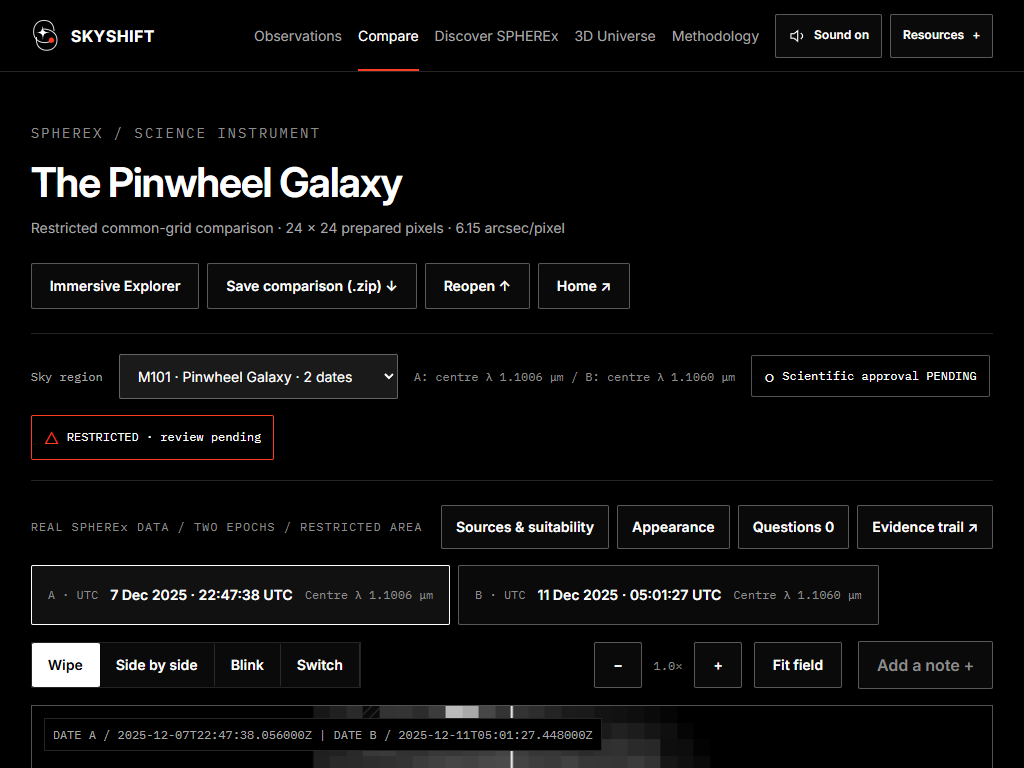 SKYSHIFT
Observations
Compare
Discover SPHEREx
3D Universe
Methodology
Sound on
Resources +
SPHEREX / SCIENCE INSTRUMENT
The Pinwheel Galaxy
Restricted common-grid comparison · 24 × 24 prepared pixels · 6.15 arcsec/pixel
Immersive Explorer
Save comparison (.zip) ↓
Reopen ↑
Home ↗
Sky region
M101 · Pinwheel Galaxy · 2 dates
A: centre λ 1.1006 µm / B: centre λ 1.1060 µm
Scientific approval PENDING
RESTRICTED · review pending
REAL SPHEREx DATA / TWO EPOCHS / RESTRICTED AREA
Sources & suitability
Appearance
Questions 0
Evidence trail ↗
A · UTC 7 Dec 2025 · 22:47:38 UTC Centre λ 1.1006 µm
B · UTC 11 Dec 2025 · 05:01:27 UTC Centre λ 1.1060 µm
Wipe
Side by side
Blink
Switch
−
1.0×
+
Fit field
Add a note +
DATE A / 2025-12-07T22:47:38.056000Z | DATE B / 2025-12-11T05:01:27.448000Z